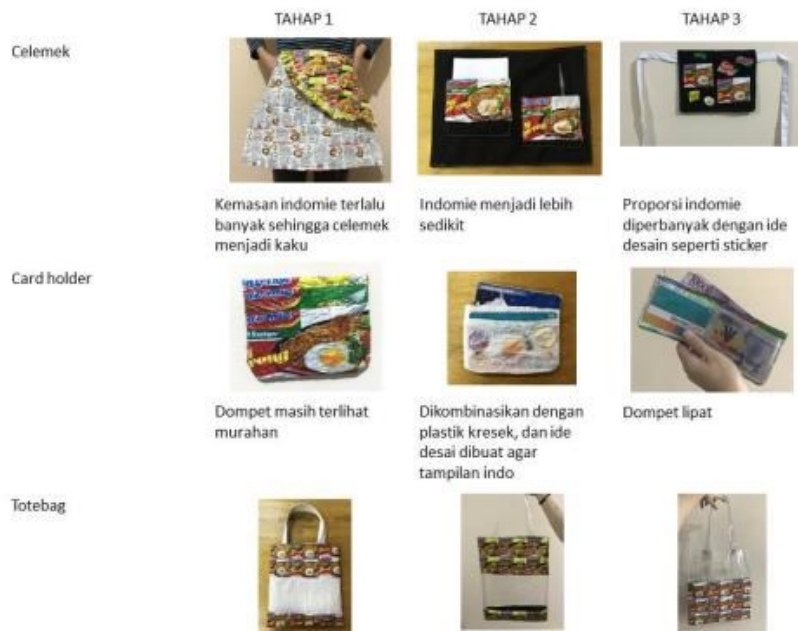 TAHAP 1
TAHAP 2
TAHAP 3
Celemek
Kemasan indomie terlalu
banyak sehingga celemek
menjadi kaku
Indomie menjadi lebih
sedikit
Proporsi indomie
diperbanyak dengan ide
desain seperti sticker
Card holder
Dompet masih terlihat
murahan
Dikombinasikan dengan
plastik kresek, dan ide
desai dibuat agar
tampilan indo
Dompet lipat
Totebag